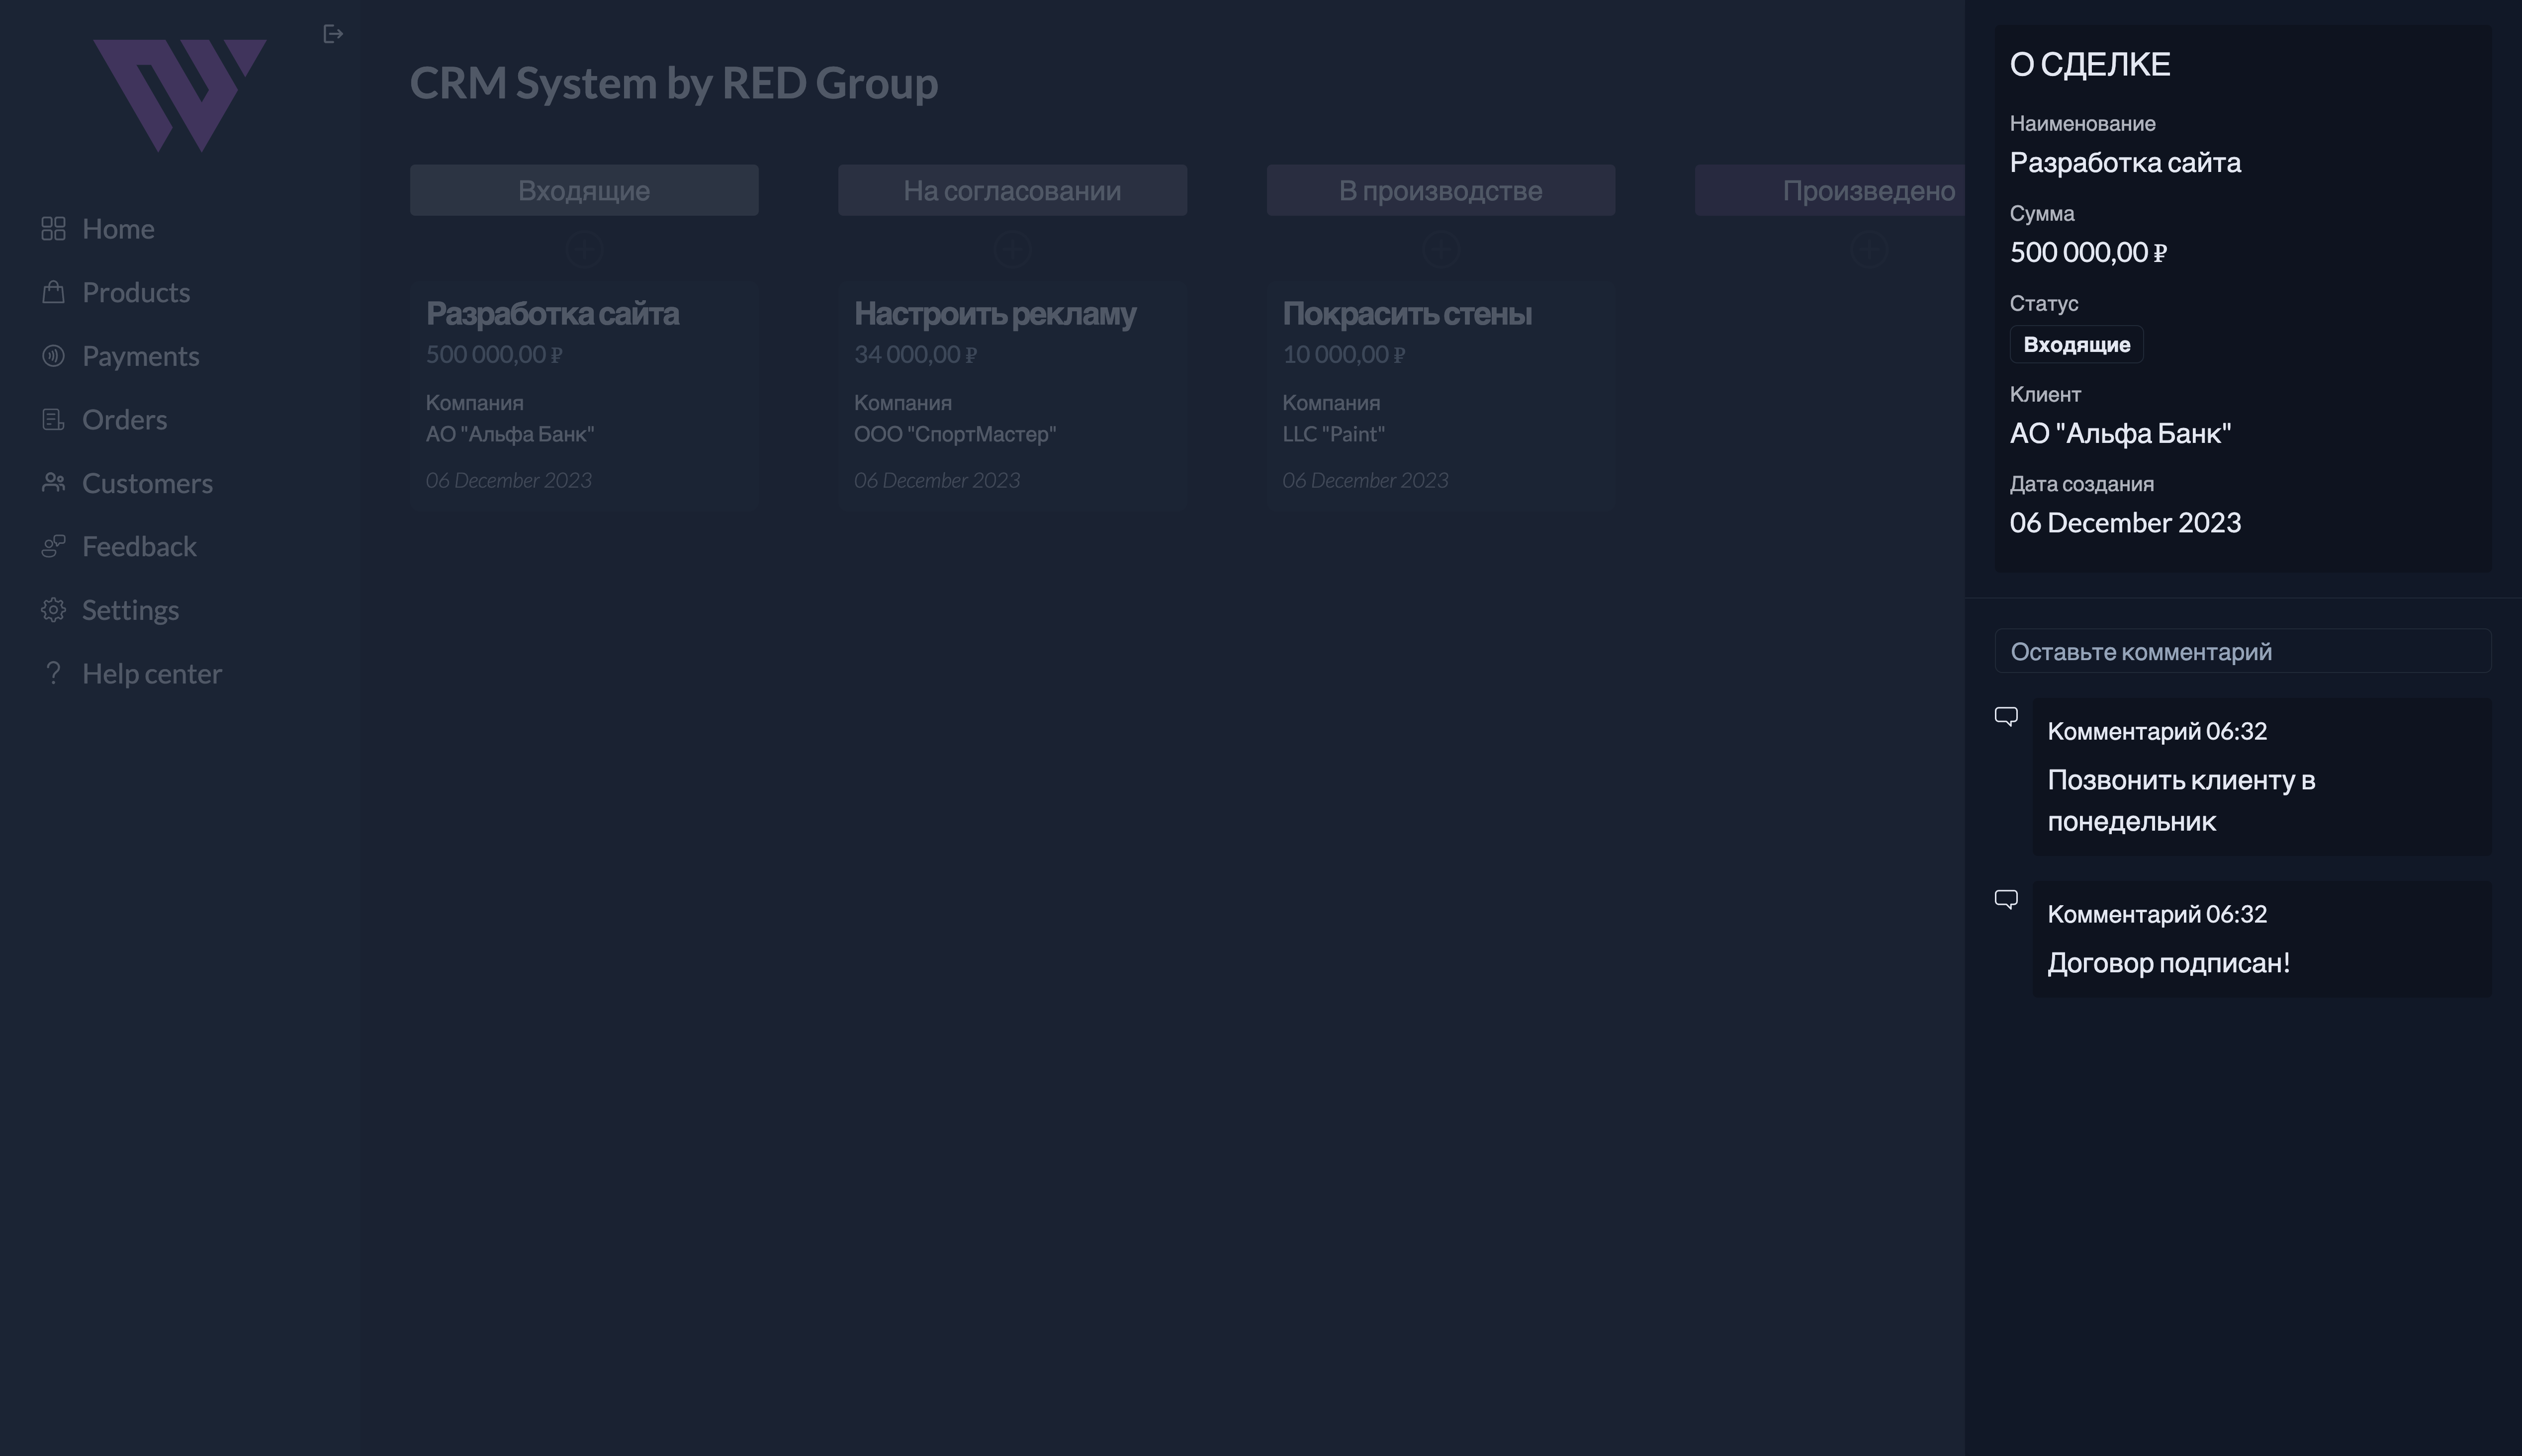 Home
Products
Payments
Orders
Customers
Feedback
Settings
Help center
CRM System by RED Group
Входящие
Разработка сайта
500 000,00 ₽
Компания
АО "Альфа Банк"
06 December 2023
На согласовании
Настроить рекламу
34 000,00 ₽
Компания
ООО "СпортМастер"
06 December 2023
В производстве
Покрасить стены
10 000,00 ₽
Компания
LLC "Paint"
06 December 2023
Произведено
О СДЕЛКЕ
Наименование
Разработка сайта
Сумма
500 000,00 ₽
Статус
Входящие
Клиент
АО "Альфа Банк"
Дата создания
06 December 2023
Оставьте комментарий
Комментарий 06:32
Позвонить клиенту в
понедельник
Комментарий 06:32
Договор подписан!